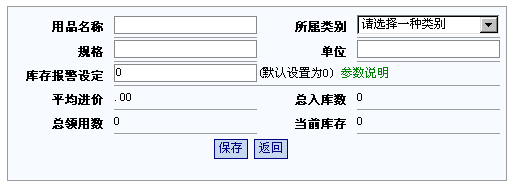 用品名称 所属类别 请选择一种类别
规格 单位
库存报警设定 0 (默认设置为0) 参数说明
平均进价 .00 总入库数 0
总领用数 0 当前库存 0
保存 返回